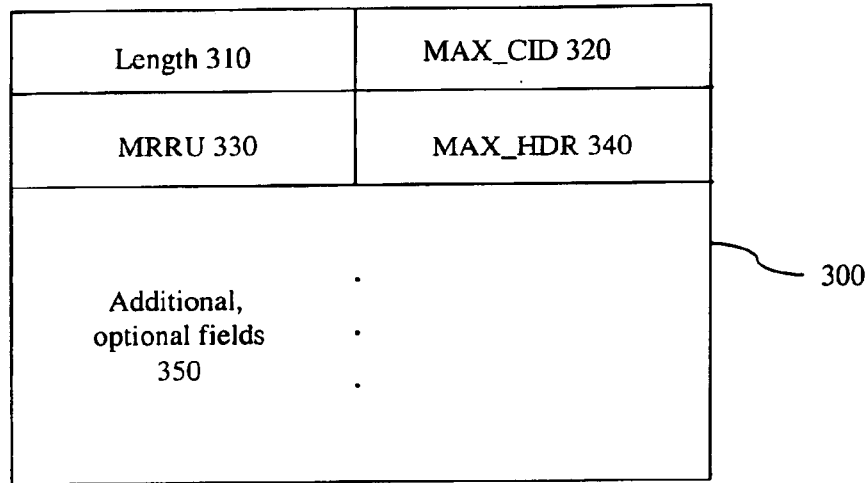 Length 310
MAX_CID 320
MRRU 330
MAX_HDR 340
300
Additional,
optional fields
350